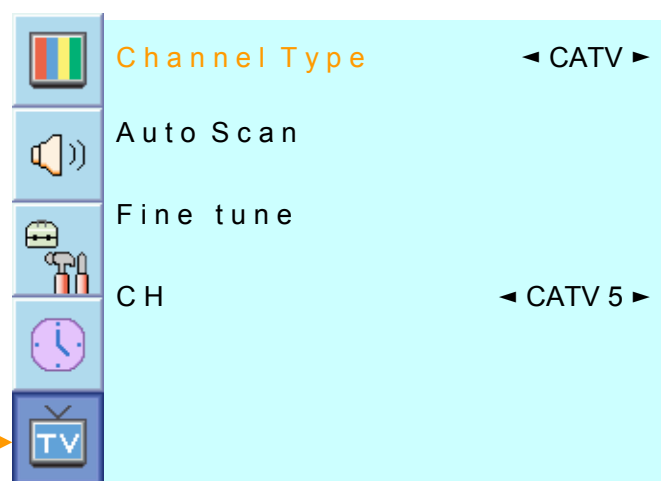 Channel Type ◄ CATV ►
Auto Scan
Fine tune
CH ◄ CATV 5 ►
TV